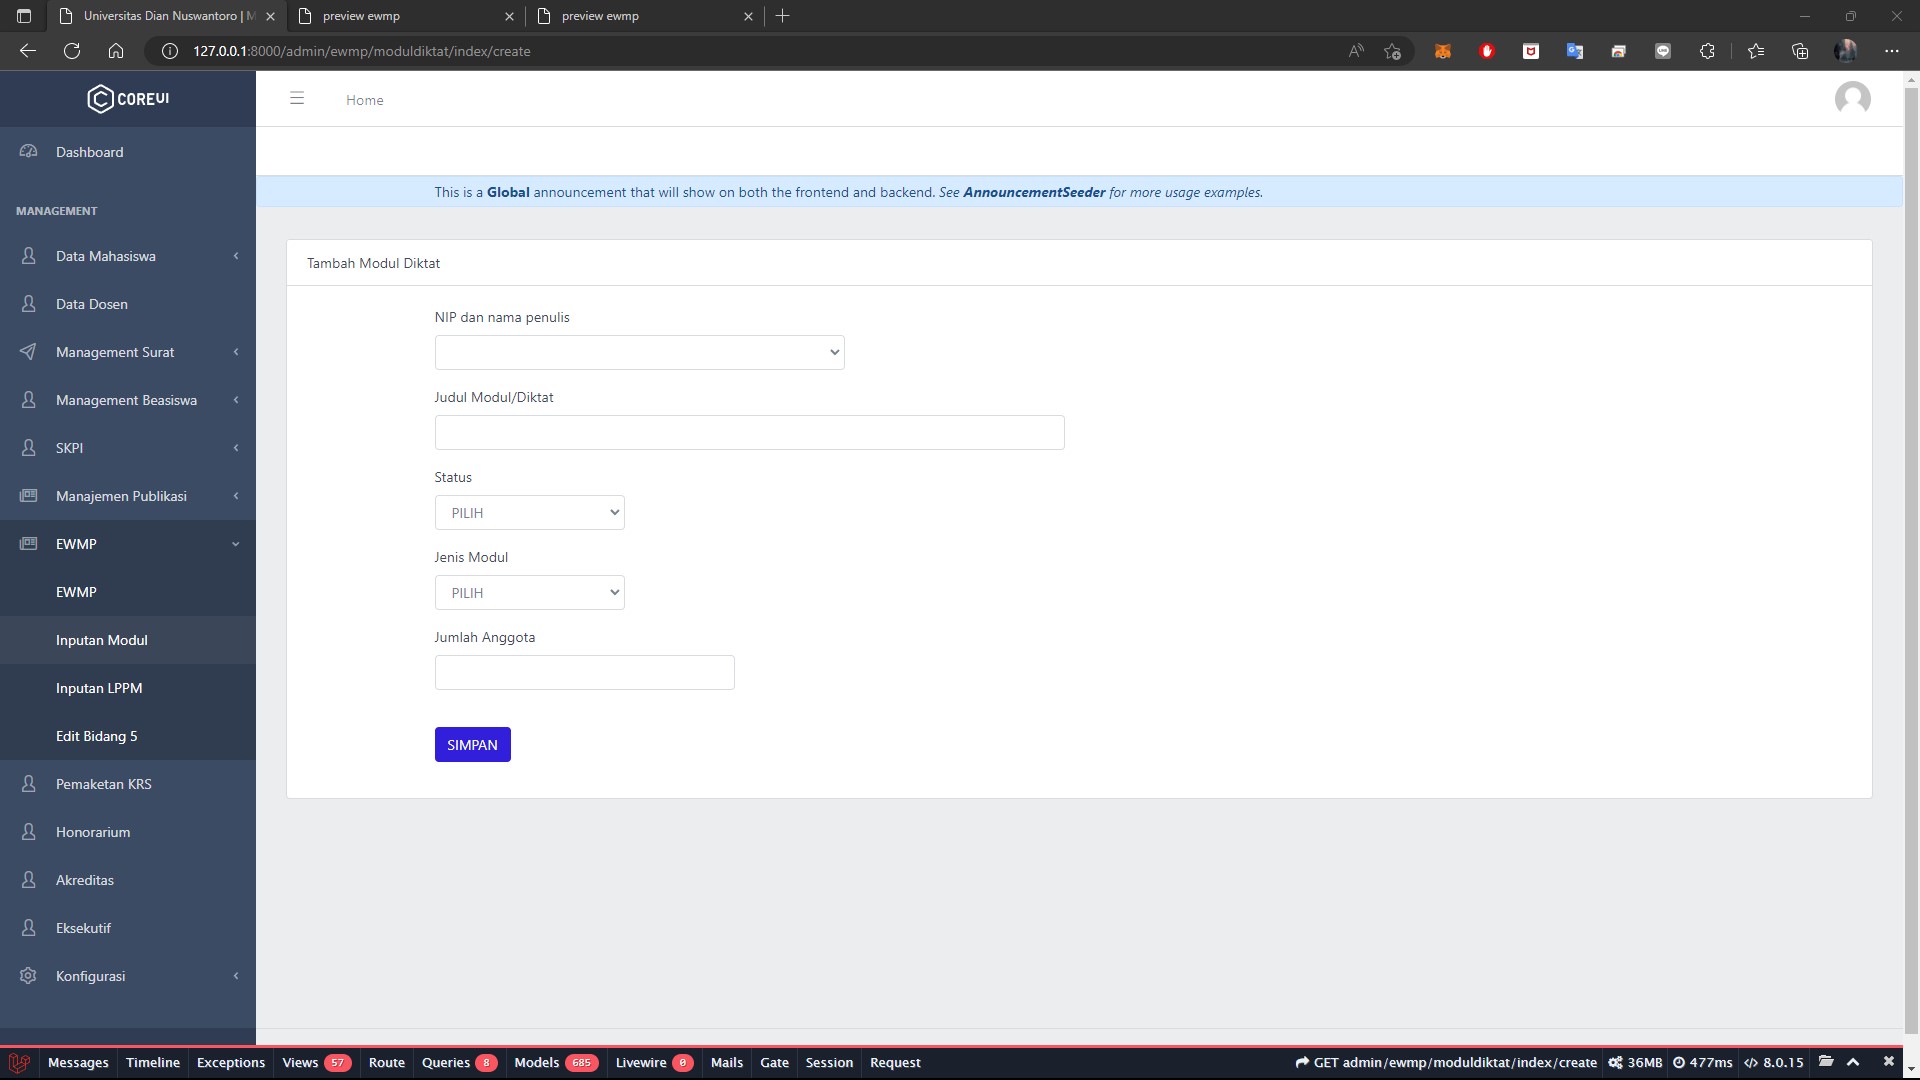 Universitas Dian Nuswantoro | M
preview ewmp
preview ewmp
127.0.0.1:8000/admin/ewmp/moduldiktat/index/create
COREUI
Home
Dashboard
This is a Global announcement that will show on both the frontend and backend. See AnnouncementSeeder for more usage examples.
MANAGEMENT
Data Mahasiswa
Data Dosen
Management Surat
Management Beasiswa
SKPI
Manajemen Publikasi
EWMP
EWMP
Inputan Modul
Inputan LPPM
Edit Bidang 5
Pemaketan KRS
Honorarium
Akreditas
Eksekutif
Konfigurasi
Tambah Modul Diktat
NIP dan nama penulis
Judul Modul/Diktat
Status
PILIH
Jenis Modul
PILIH
Jumlah Anggota
SIMPAN
Messages Timeline Exceptions Views 57 Route Queries 8 Models 685 Livewire 0 Mails Gate Session Request GET admin/ewmp/moduldiktat/index/create 36MB 477ms 8.0.15